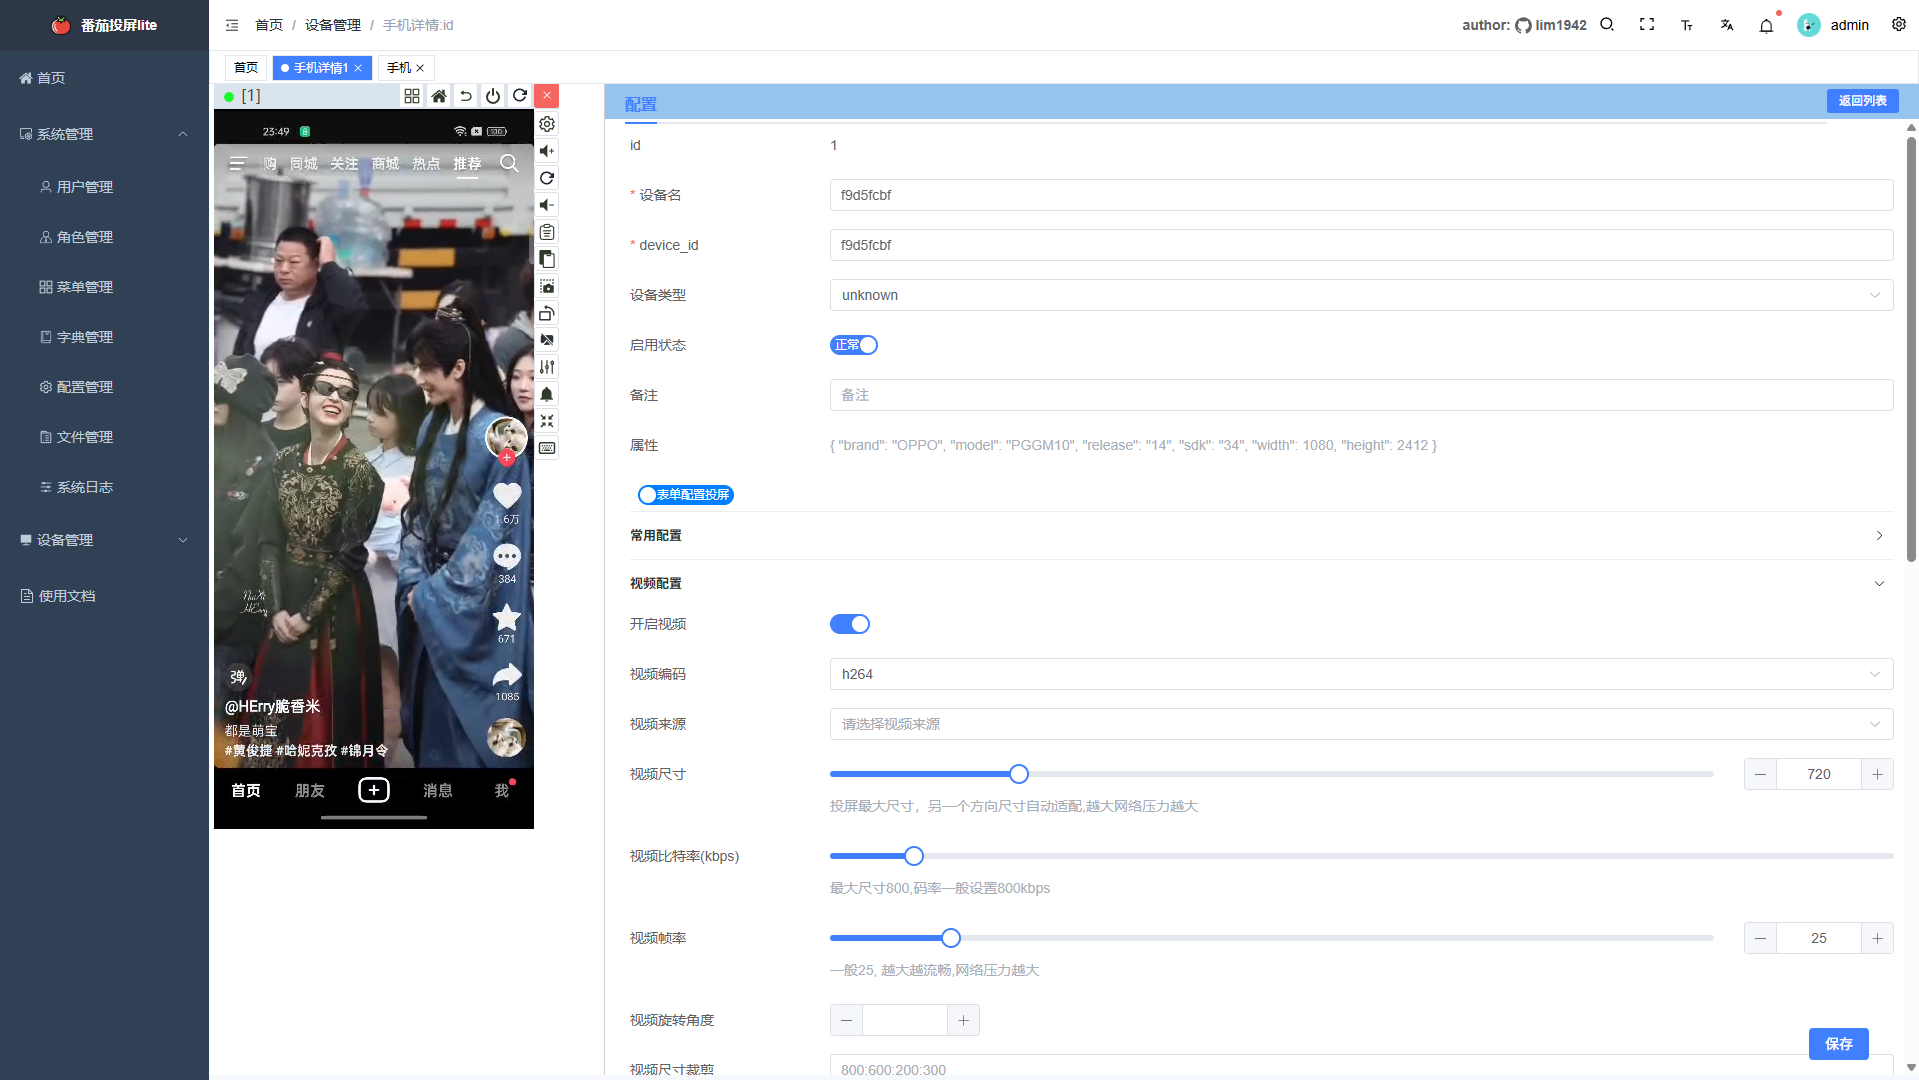 番茄投屏lite
首页 / 设备管理 / 手机详情:id
author: lim1942
admin
首页
手机详情1
手机
首页
系统管理
用户管理
角色管理
菜单管理
字典管理
配置管理
文件管理
系统日志
设备管理
使用文档
[1]
23:49
100
购 同城 关注 商城 热点 推荐
1.6万
384
671
1085
弹
@HErry脆香米
都是萌宝
#黄俊捷 #哈妮克孜 #锦月令
首页 朋友 消息 我
配置
返回列表
id 1
* 设备名 f9d5fcbf
* device_id f9d5fcbf
设备类型 unknown
启用状态 正常
备注 备注
属性 { "brand": "OPPO", "model": "PGGM10", "release": "14", "sdk": "34", "width": 1080, "height": 2412 }
表单配置投屏
常用配置
视频配置
开启视频
视频编码 h264
视频来源 请选择视频来源
视频尺寸 720
投屏最大尺寸，另一个方向尺寸自动适配,越大网络压力越大
视频比特率(kbps)
最大尺寸800,码率一般设置800kbps
视频帧率 25
一般25, 越大越流畅,网络压力越大
视频旋转角度
保存
视频尺寸裁剪 800:600:200:300